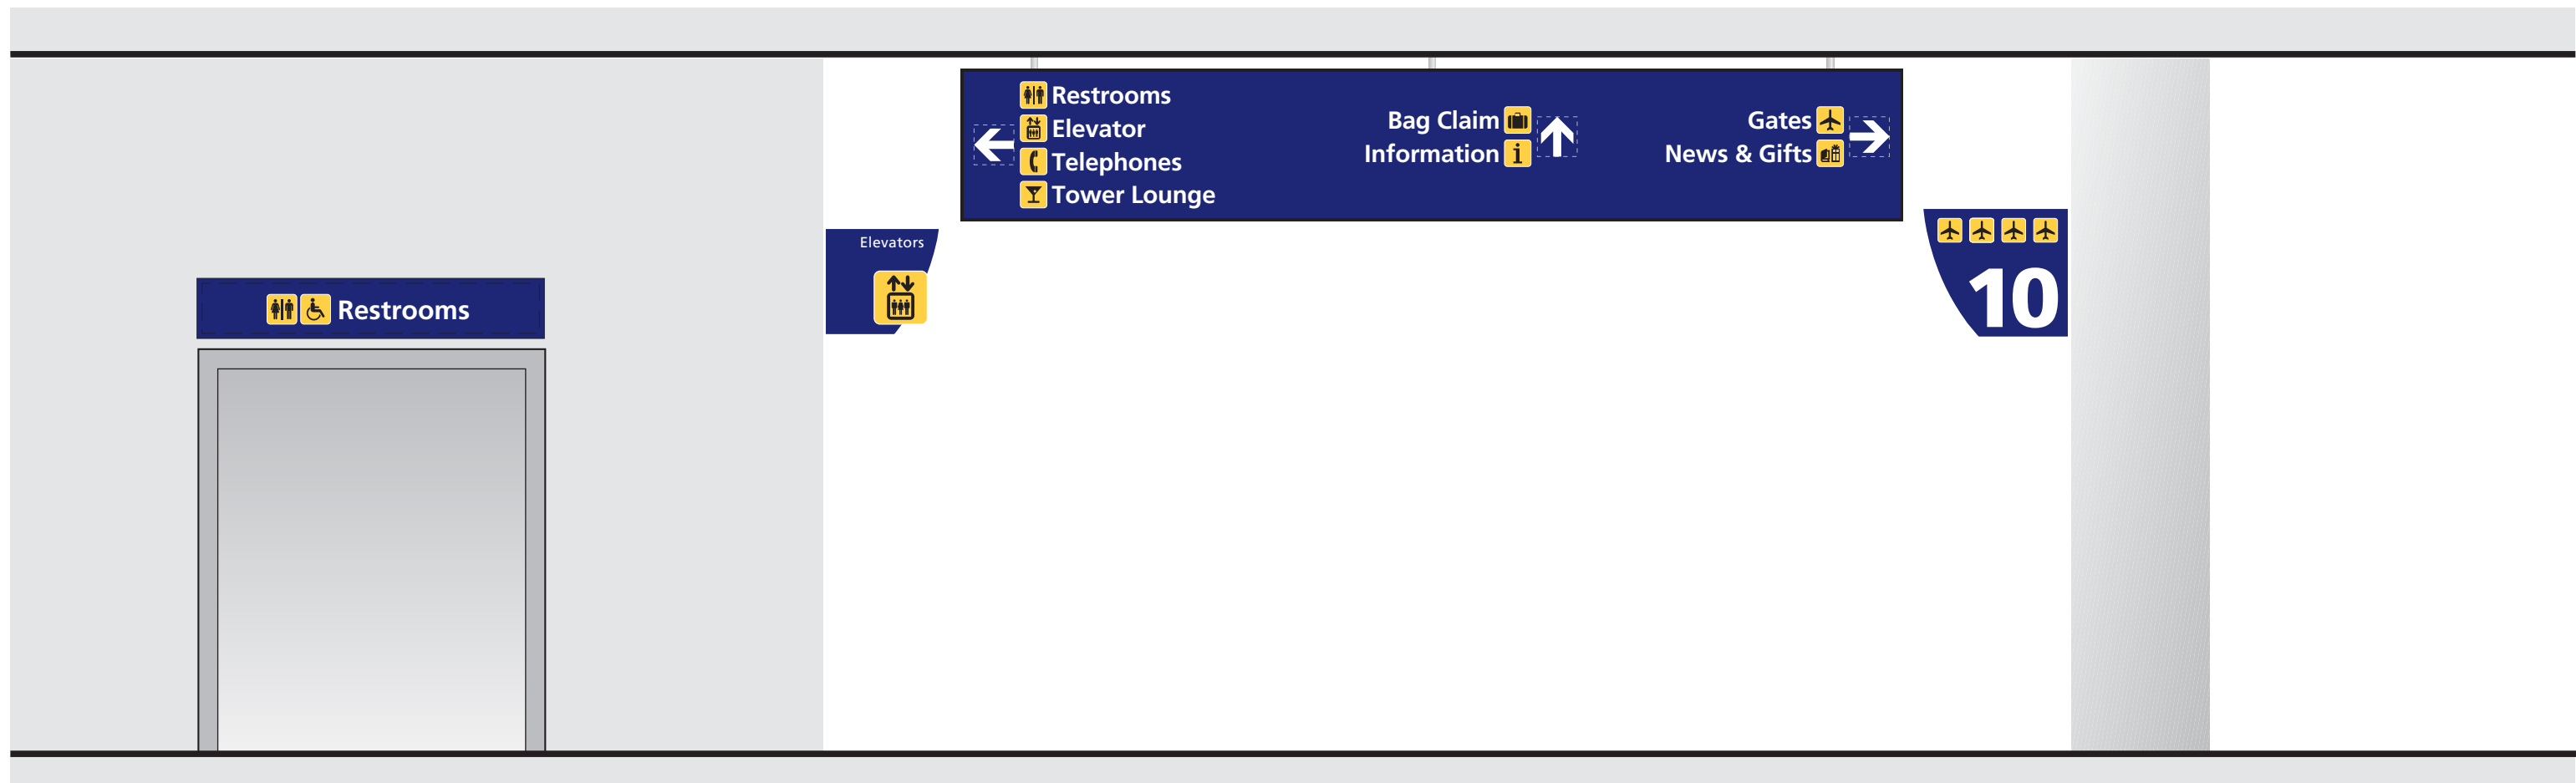 Restrooms
Elevator
Telephones
Tower Lounge
Bag Claim
Information
Gates
News & Gifts
Elevators
10
Restrooms